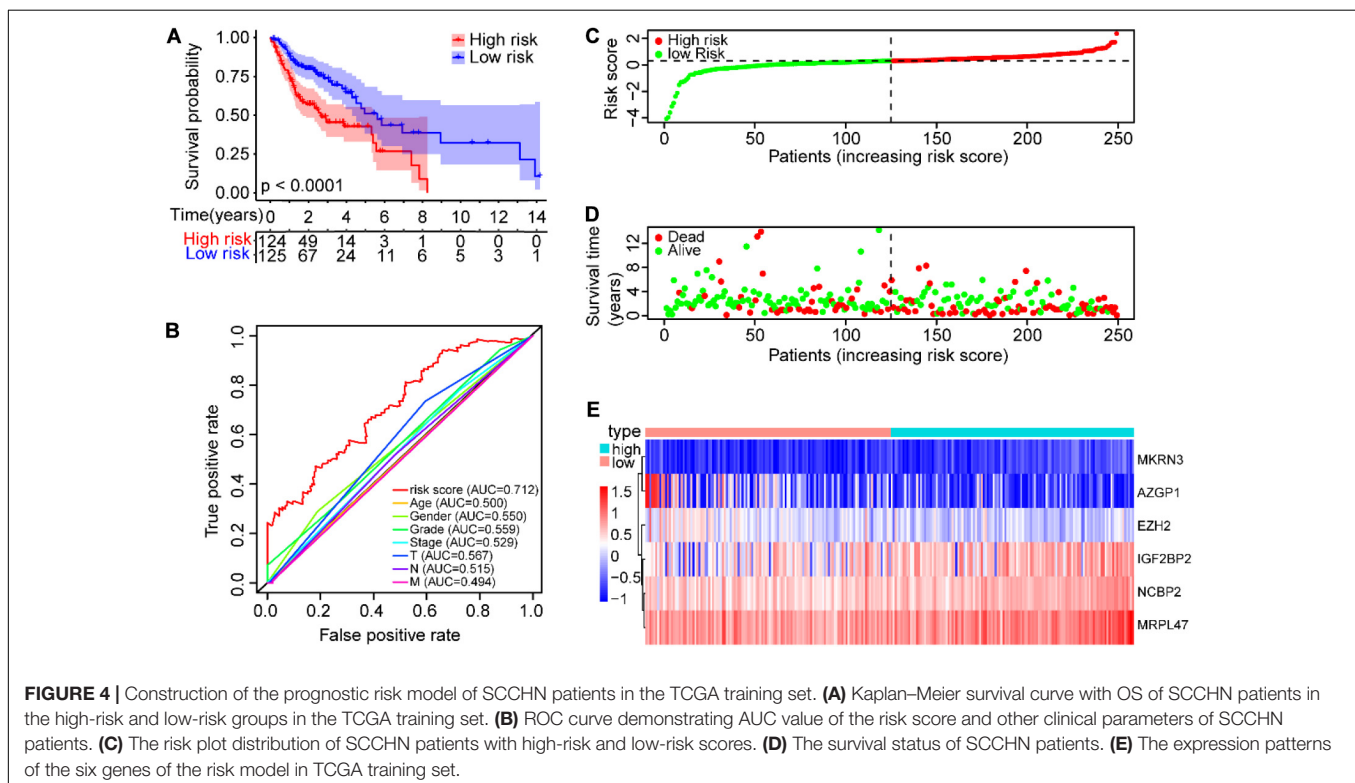 A
1.00
0.75
0.50
0.25
0.00
Survival probability
High risk
Low risk
p < 0.0001
Time(years) 0 2 4 6 8 10 12 14
High risk 124 49 14 3 1 0 0 0
Low risk 125 67 24 11 6 5 3 1
B
1.0
0.8
0.6
0.4
0.2
0.0
True positive rate
risk score (AUC=0.712)
Age (AUC=0.500)
Gender (AUC=0.550)
Grade (AUC=0.559)
Stage (AUC=0.529)
T (AUC=0.567)
N (AUC=0.515)
M (AUC=0.494)
0.0 0.2 0.4 0.6 0.8 1.0
False positive rate
C
High risk
low Risk
2
0
−2
−4
Risk score
0 50 100 150 200 250
Patients (increasing risk score)
D
Dead
Alive
12
8
4
0
Survival time
(years)
0 50 100 150 200 250
Patients (increasing risk score)
E
type
high
low
1.5
1
0.5
0
−0.5
−1
MKRN3
AZGP1
EZH2
IGF2BP2
NCBP2
MRPL47
FIGURE 4 | Construction of the prognostic risk model of SCCHN patients in the TCGA training set. (A) Kaplan–Meier survival curve with OS of SCCHN patients in
the high-risk and low-risk groups in the TCGA training set. (B) ROC curve demonstrating AUC value of the risk score and other clinical parameters of SCCHN
patients. (C) The risk plot distribution of SCCHN patients with high-risk and low-risk scores. (D) The survival status of SCCHN patients. (E) The expression patterns
of the six genes of the risk model in TCGA training set.